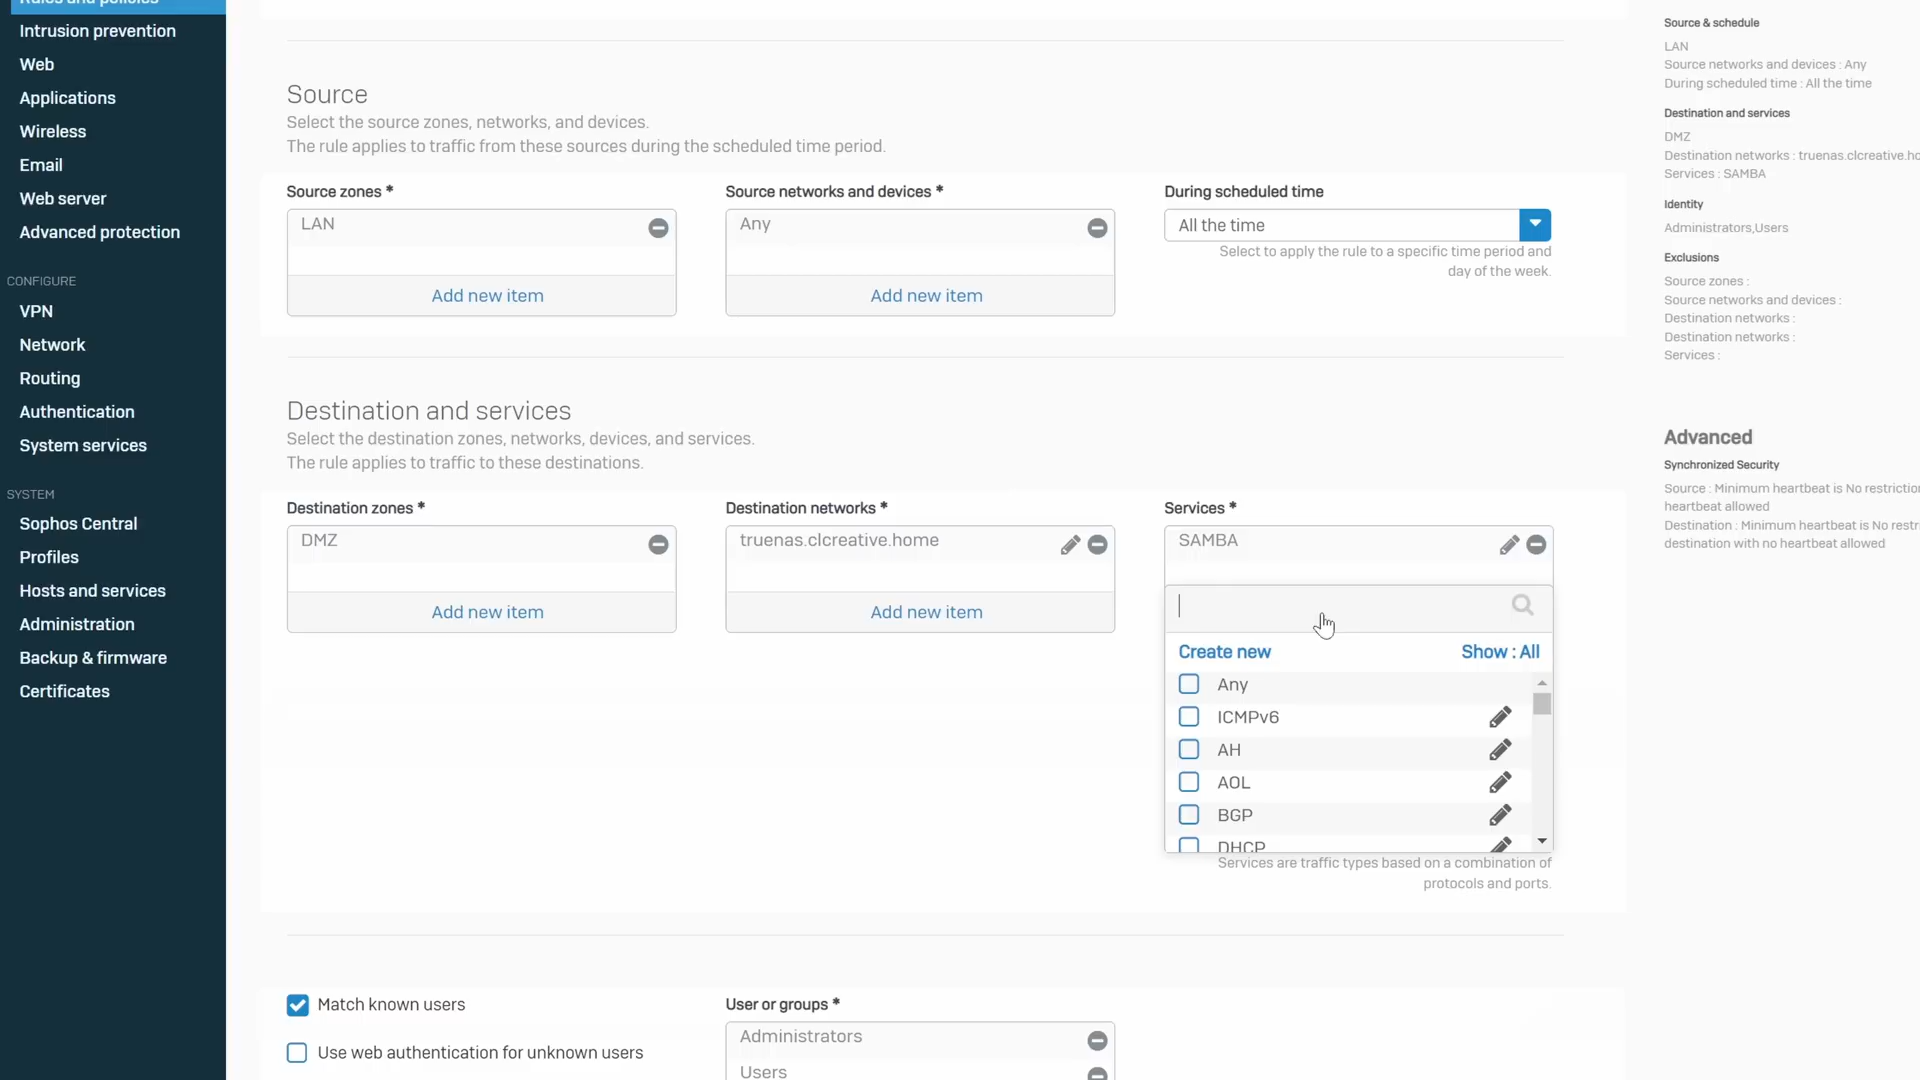 Rules and policies
Intrusion prevention
Web
Applications
Wireless
Email
Web server
Advanced protection
CONFIGURE
VPN
Network
Routing
Authentication
System services
SYSTEM
Sophos Central
Profiles
Hosts and services
Administration
Backup & firmware
Certificates
Source
Select the source zones, networks, and devices.
The rule applies to traffic from these sources during the scheduled time period.
Source zones *
LAN
Add new item
Source networks and devices *
Any
Add new item
During scheduled time
All the time
Select to apply the rule to a specific time period and
day of the week.
Destination and services
Select the destination zones, networks, devices, and services.
The rule applies to traffic to these destinations.
Destination zones *
DMZ
Add new item
Destination networks *
truenas.clcreative.home
Add new item
Services *
SAMBA
Create new
Show : All
Any
ICMPv6
AH
AOL
BGP
DHCP
Services are traffic types based on a combination of
protocols and ports.
Match known users
Use web authentication for unknown users
User or groups *
Administrators
Users
Source & schedule
LAN
Source networks and devices : Any
During scheduled time : All the time
Destination and services
DMZ
Destination networks : truenas.clcreative.ho
Services : SAMBA
Identity
Administrators,Users
Exclusions
Source zones :
Source networks and devices :
Destination networks :
Destination networks :
Services :
Advanced
Synchronized Security
Source : Minimum heartbeat is No restriction
heartbeat allowed
Destination : Minimum heartbeat is No restr
destination with no heartbeat allowed